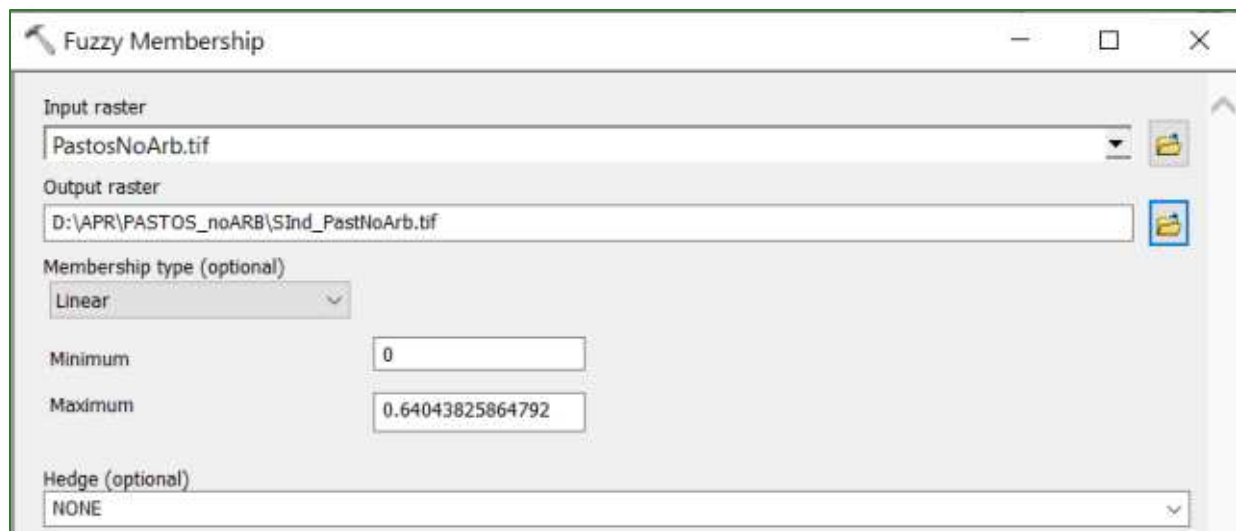 Fuzzy Membership
Input raster
PastosNoArb.tif
Output raster
D:\APR\PASTOS_noARB\SInd_PastNoArb.tif
Membership type (optional)
Linear
Minimum
0
Maximum
0.64043825864792
Hedge (optional)
NONE